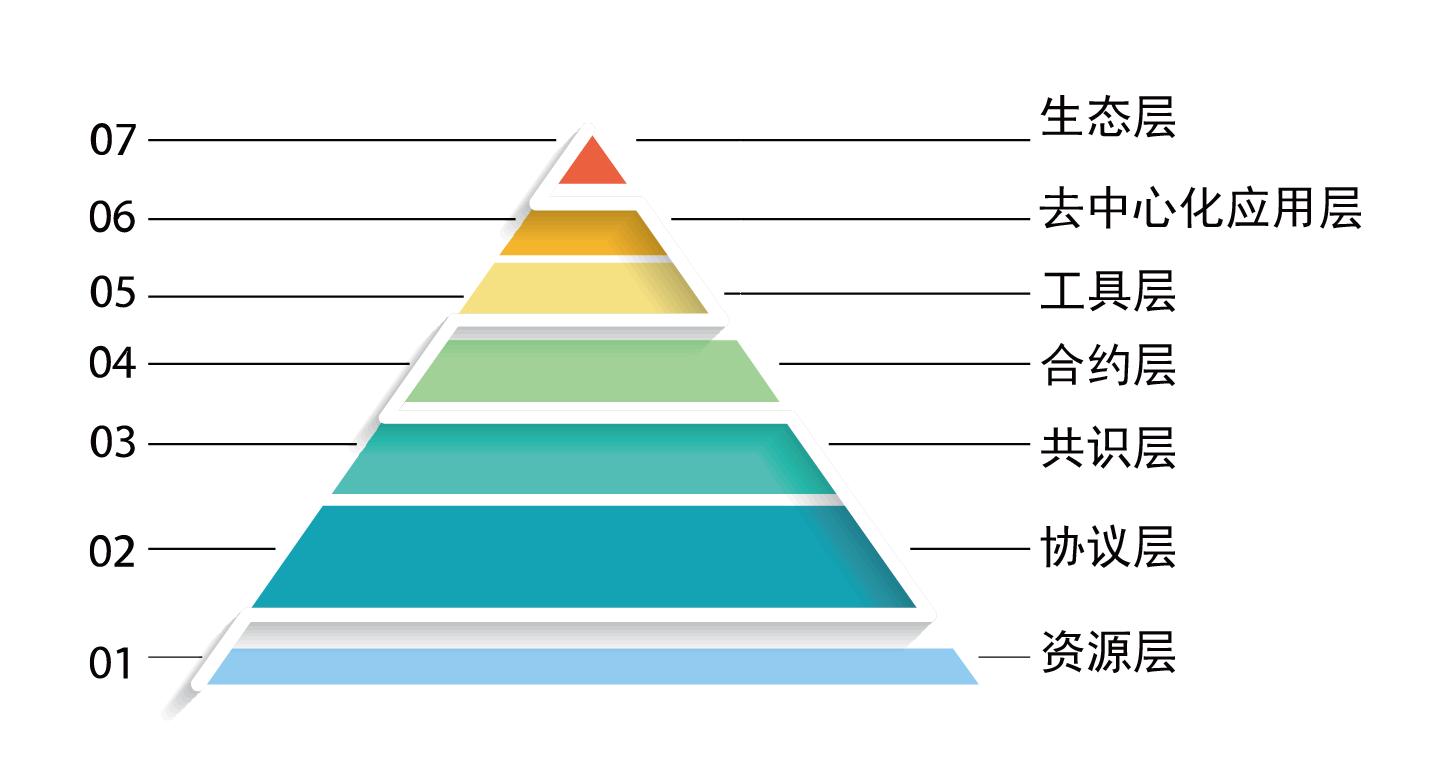 07 生态层
06 去中心化应用层
05 工具层
04 合约层
03 共识层
02 协议层
01 资源层